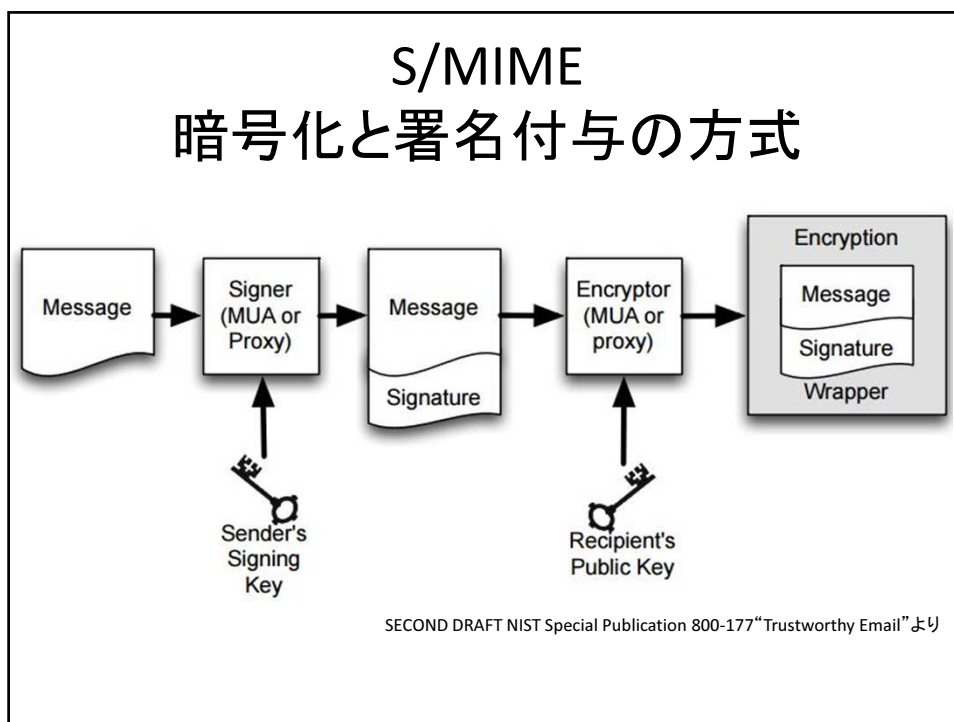 S/MIME
暗号化と署名付与の方式
Message
Signer
(MUA or
Proxy)
Message
Signature
Encryptor
(MUA or
proxy)
Encryption
Message
Signature
Wrapper
Sender's
Signing
Key
Recipient's
Public Key
SECOND DRAFT NIST Special Publication 800-177“Trustworthy Email”より